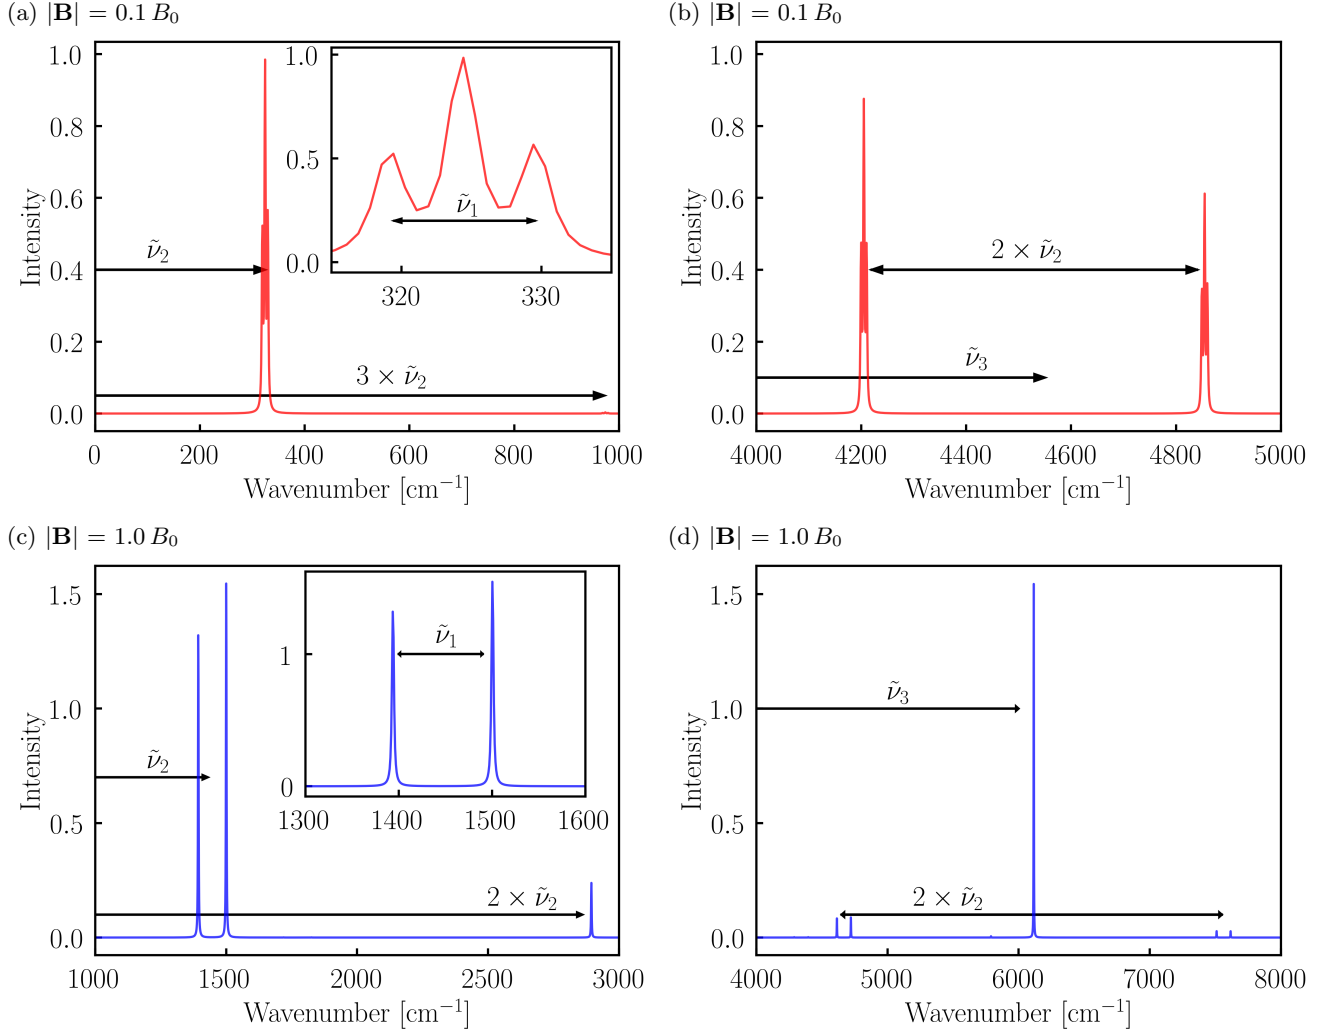 (a) |B| = 0.1 B₀
1.0
0.8
0.6
0.4
0.2
0.0
Intensity
ν̃₂
3 × ν̃₂
1.0
0.5
0.0
ν̃₁
320 330
0 200 400 600 800 1000
Wavenumber [cm⁻¹]
(b) |B| = 0.1 B₀
1.0
0.8
0.6
0.4
0.2
0.0
Intensity
2 × ν̃₂
ν̃₃
4000 4200 4400 4600 4800 5000
Wavenumber [cm⁻¹]
(c) |B| = 1.0 B₀
1.5
1.0
0.5
0.0
Intensity
ν̃₂
2 × ν̃₂
1
0
ν̃₁
1300 1400 1500 1600
1000 1500 2000 2500 3000
Wavenumber [cm⁻¹]
(d) |B| = 1.0 B₀
1.5
1.0
0.5
0.0
Intensity
ν̃₃
2 × ν̃₂
4000 5000 6000 7000 8000
Wavenumber [cm⁻¹]